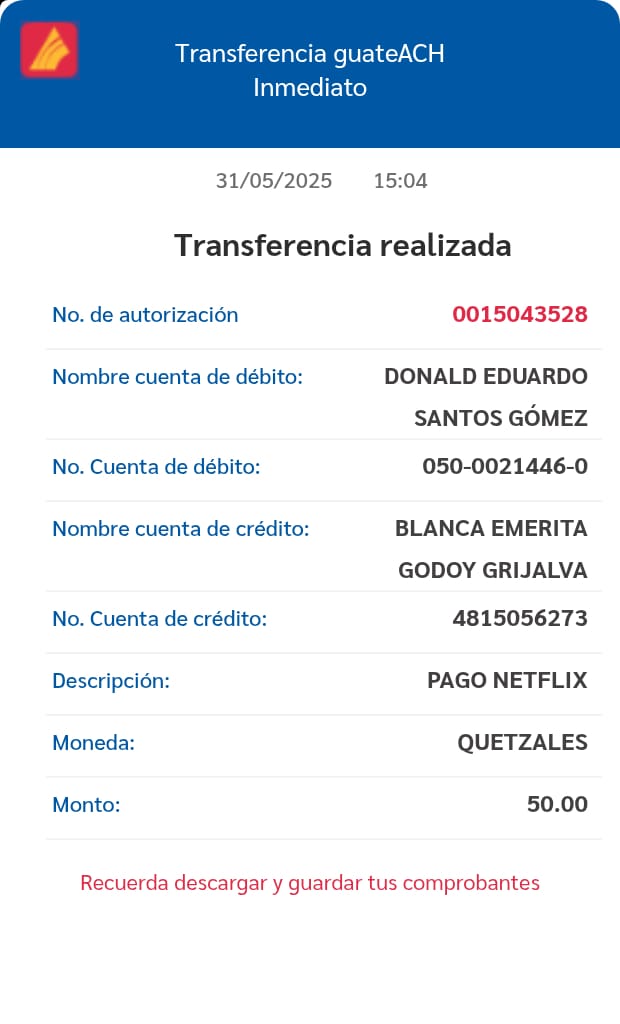 Transferencia guateACH
Inmediato
31/05/2025 15:04
Transferencia realizada
No. de autorización 0015043528
Nombre cuenta de débito: DONALD EDUARDO
SANTOS GÓMEZ
No. Cuenta de débito: 050-0021446-0
Nombre cuenta de crédito: BLANCA EMERITA
GODOY GRIJALVA
No. Cuenta de crédito: 4815056273
Descripción: PAGO NETFLIX
Moneda: QUETZALES
Monto: 50.00
Recuerda descargar y guardar tus comprobantes